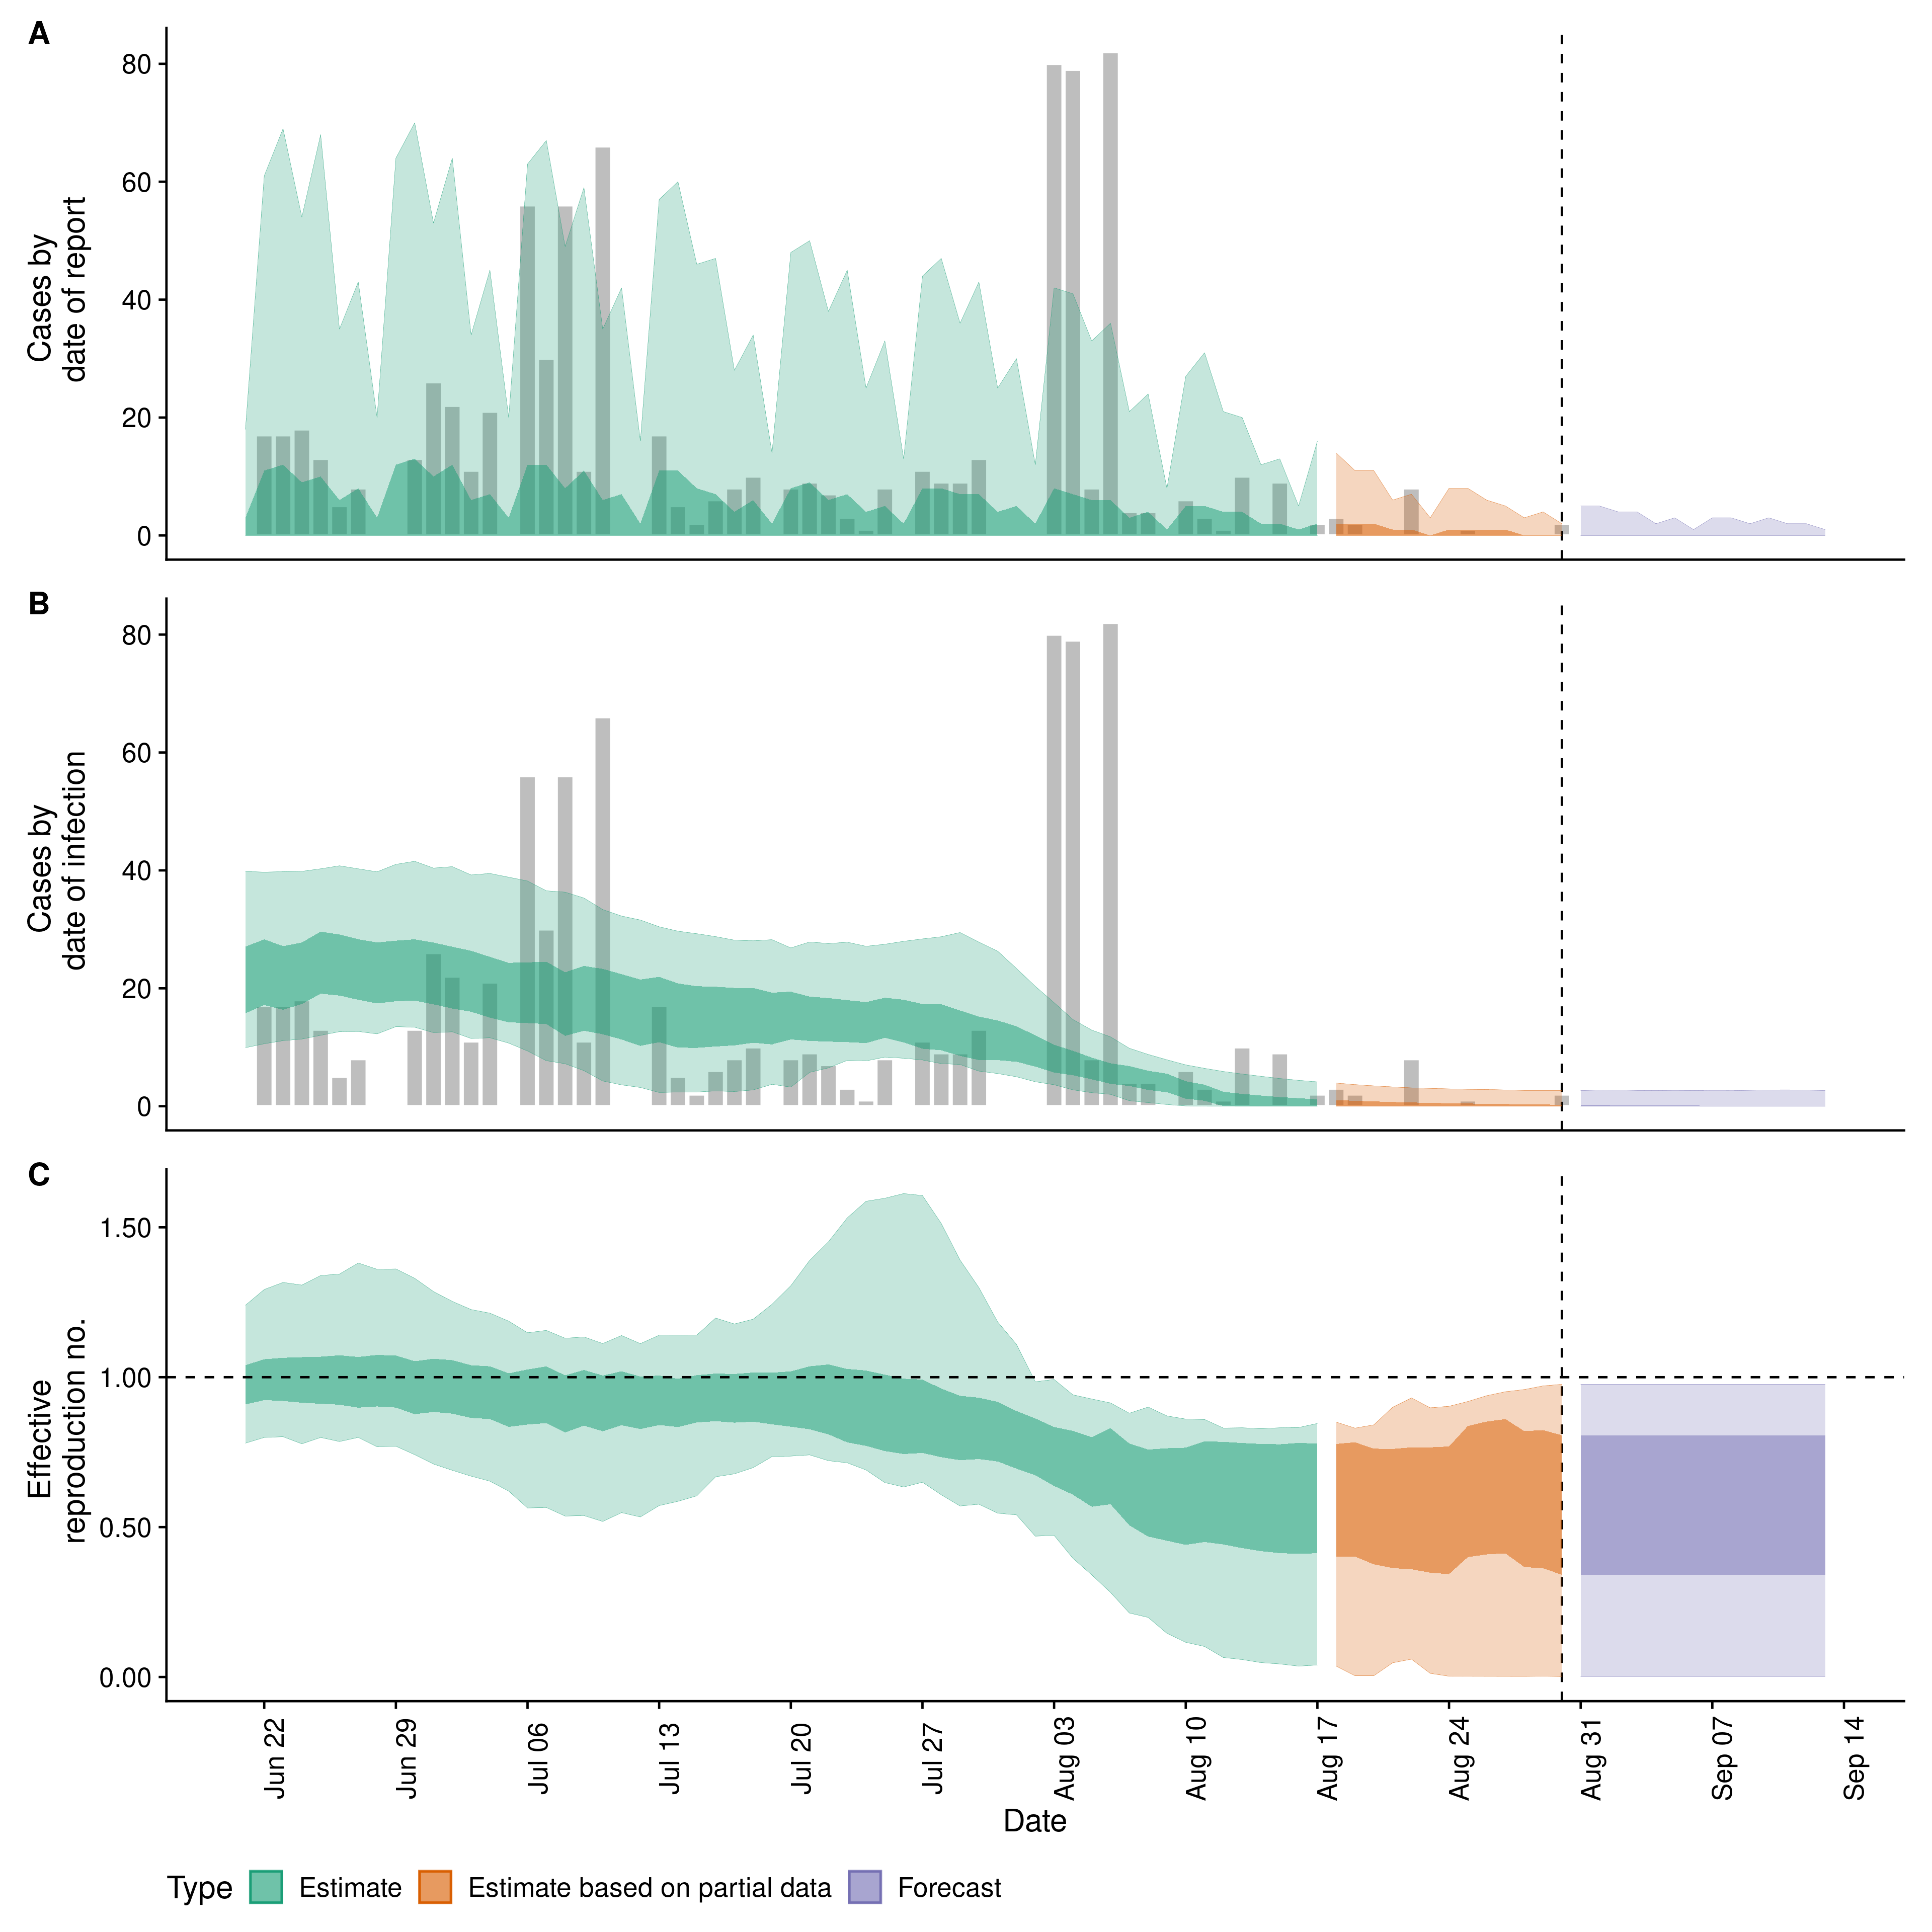 A
Cases by
date of report
80
60
40
20
0
B
Cases by
date of infection
80
60
40
20
0
C
Effective
reproduction no.
1.50
1.00
0.50
0.00
Jun 22
Jun 29
Jul 06
Jul 13
Jul 20
Jul 27
Aug 03
Aug 10
Aug 17
Aug 24
Aug 31
Sep 07
Sep 14
Date
Type Estimate Estimate based on partial data Forecast